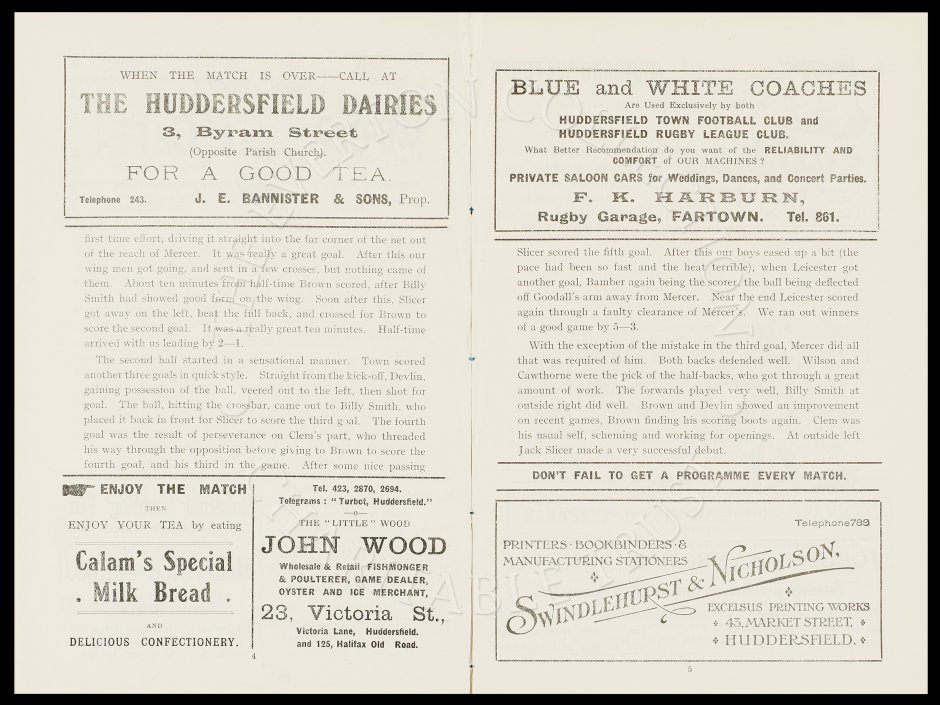 WHEN THE MATCH IS OVER——CALL AT
THE HUDDERSFIELD DAIRIES
3, Byram Street
(Opposite Parish Church).
FOR A GOOD TEA.
Telephone 243. J. E. BANNISTER & SONS, Prop.
first time effort, driving it straight into the far corner of the net out
of the reach of Mercer. It was really a great goal. After this our
wing men got going, and sent in a few crosses, but nothing came of
them. About ten minutes from half-time Brown scored, after Billy
Smith had showed good form on the wing. Soon after this, Slicer
got away on the left, beat the full back, and crossed for Brown to
score the second goal. It was a really great ten minutes. Half-time
arrived with us leading by 2—1.
The second half started in a sensational manner. Town scored
another three goals in quick style. Straight from the kick-off, Devlin,
gaining possession of the ball, veered out to the left, then shot for
goal. The ball, hitting the crossbar, came out to Billy Smith, who
placed it back in front for Slicer to score the third goal. The fourth
goal was the result of perseverance on Clem's part, who threaded
his way through the opposition before giving to Brown to score the
fourth goal, and his third in the game. After some nice passing
ENJOY THE MATCH
THEN
ENJOY YOUR TEA by eating
Calam's Special
Milk Bread
AND
DELICIOUS CONFECTIONERY.
Tel. 423, 2870, 2694.
Telegrams : "Turbot, Huddersfield."
—o—
THE "LITTLE" WOOD
JOHN WOOD
Wholesale & Retail FISHMONGER
& POULTERER, GAME DEALER,
OYSTER AND ICE MERCHANT,
23, Victoria St.,
Victoria Lane, Huddersfield.
and 125, Halifax Old Road.
4
BLUE and WHITE COACHES
Are Used Exclusively by both
HUDDERSFIELD TOWN FOOTBALL CLUB and
HUDDERSFIELD RUGBY LEAGUE CLUB.
What Better Recommendation do you want of the RELIABILITY AND
COMFORT of OUR MACHINES ?
PRIVATE SALOON CARS for Weddings, Dances, and Concert Parties.
F. K. HARBURN,
Rugby Garage, FARTOWN. Tel. 861.
Slicer scored the fifth goal. After this our boys eased up a bit (the
pace had been so fast and the heat terrible), when Leicester got
another goal, Bamber again being the scorer, the ball being deflected
off Goodall's arm away from Mercer. Near the end Leicester scored
again through a faulty clearance of Mercer's. We ran out winners
of a good game by 5—3.
With the exception of the mistake in the third goal, Mercer did all
that was required of him. Both backs defended well. Wilson and
Cawthorne were the pick of the half-backs, who got through a great
amount of work. The forwards played very well, Billy Smith at
outside right did well. Brown and Devlin showed an improvement
on recent games, Brown finding his scoring boots again. Clem was
his usual self, scheming and working for openings. At outside left
Jack Slicer made a very successful debut.
DON'T FAIL TO GET A PROGRAMME EVERY MATCH.
Telephone 789
PRINTERS · BOOKBINDERS · &
MANUFACTURING STATIONERS
SWINDLEHURST & NICHOLSON,
EXCELSUS PRINTING WORKS
43, MARKET STREET,
HUDDERSFIELD.
5